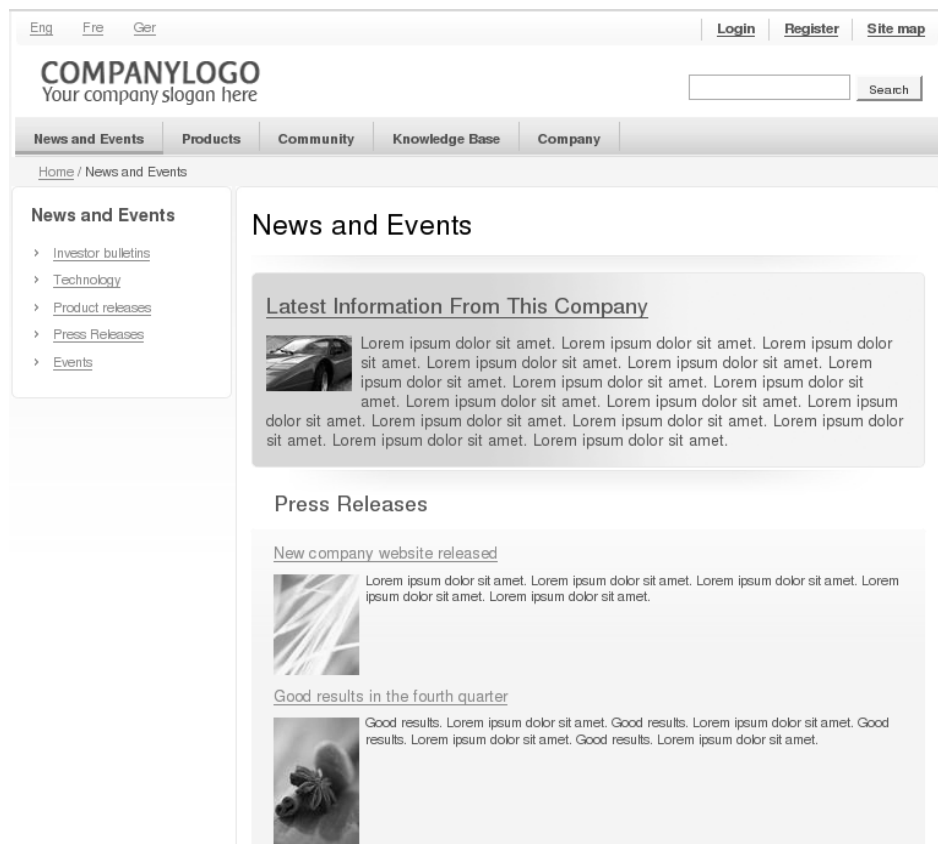 Eng Fre Ger Login Register Site map
COMPANYLOGO
Your company slogan here
Search
News and Events Products Community Knowledge Base Company
Home / News and Events
News and Events
› Investor bulletins
› Technology
› Product releases
› Press Releases
› Events
News and Events
Latest Information From This Company
Lorem ipsum dolor sit amet. Lorem ipsum dolor sit amet. Lorem ipsum dolor
sit amet. Lorem ipsum dolor sit amet. Lorem ipsum dolor sit amet. Lorem
ipsum dolor sit amet. Lorem ipsum dolor sit amet. Lorem ipsum dolor sit
amet. Lorem ipsum dolor sit amet. Lorem ipsum dolor sit amet. Lorem ipsum
dolor sit amet. Lorem ipsum dolor sit amet. Lorem ipsum dolor sit amet. Lorem ipsum dolor
sit amet. Lorem ipsum dolor sit amet. Lorem ipsum dolor sit amet.
Press Releases
New company website released
Lorem ipsum dolor sit amet. Lorem ipsum dolor sit amet. Lorem ipsum dolor sit amet. Lorem
ipsum dolor sit amet. Lorem ipsum dolor sit amet.
Good results in the fourth quarter
Good results. Lorem ipsum dolor sit amet. Good results. Lorem ipsum dolor sit amet. Good
results. Lorem ipsum dolor sit amet. Good results. Lorem ipsum dolor sit amet.